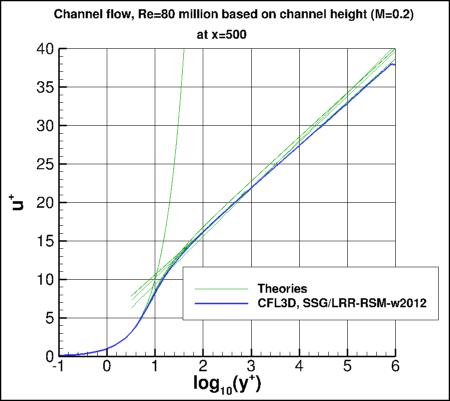 Channel flow, Re=80 million based on channel height (M=0.2)
at x=500
40
35
30
25
20
15
10
5
0
u+
-1 0 1 2 3 4 5 6
log10(y+)
Theories
CFL3D, SSG/LRR-RSM-w2012